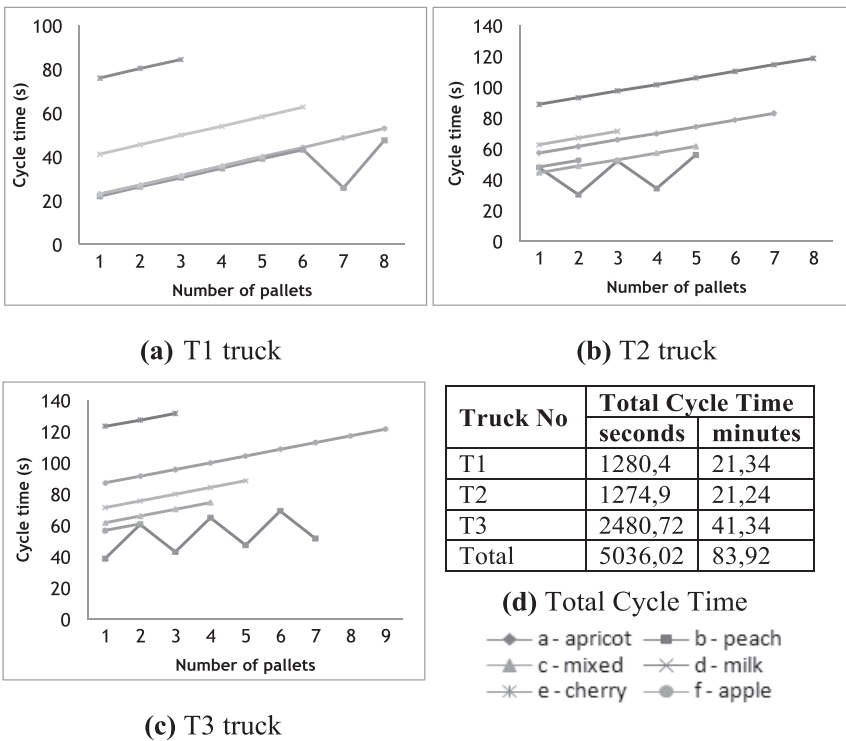 100
80
60
40
20
0
Cycle time (s)
1 2 3 4 5 6 7 8
Number of pallets
(a) T1 truck
140
120
100
80
60
40
20
0
Cycle time (s)
1 2 3 4 5 6 7 8
Number of pallets
(b) T2 truck
140
120
100
80
60
40
20
0
Cycle time (s)
1 2 3 4 5 6 7 8 9
Number of pallets
(c) T3 truck
Truck No Total Cycle Time
seconds minutes
T1 1280,4 21,34
T2 1274,9 21,24
T3 2480,72 41,34
Total 5036,02 83,92
(d) Total Cycle Time
a - apricot b - peach
c - mixed d - milk
e - cherry f - apple